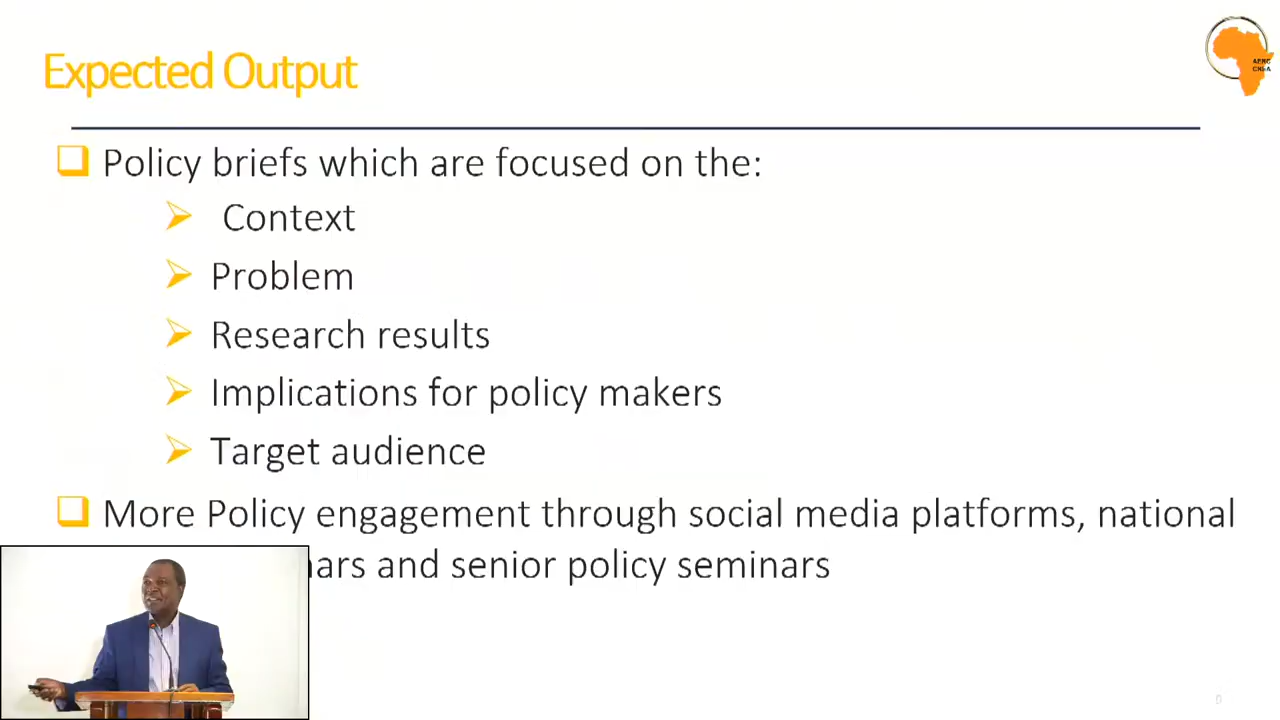 Expected Output
Policy briefs which are focused on the:
Context
Problem
Research results
Implications for policy makers
Target audience
More Policy engagement through social media platforms, national
and senior policy seminars